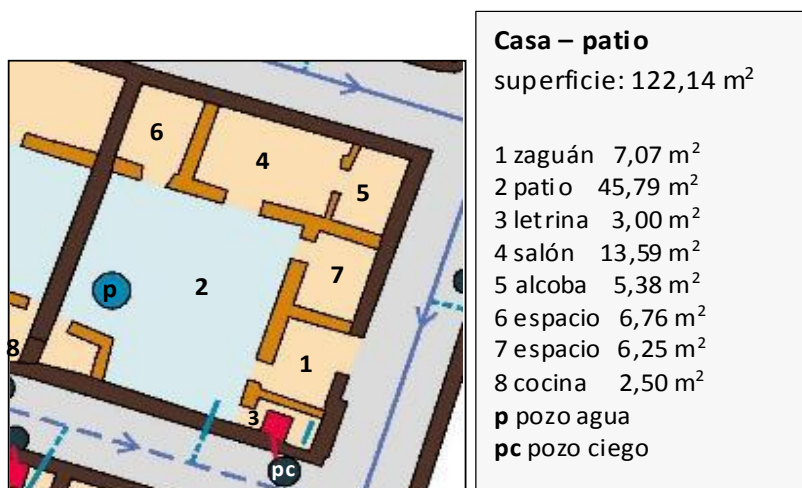 6
4
5
7
p
2
1
8
3
pc
Casa – patio
superficie: 122,14 m²
1 zaguán 7,07 m²
2 patio 45,79 m²
3 letrina 3,00 m²
4 salón 13,59 m²
5 alcoba 5,38 m²
6 espacio 6,76 m²
7 espacio 6,25 m²
8 cocina 2,50 m²
p pozo agua
pc pozo ciego